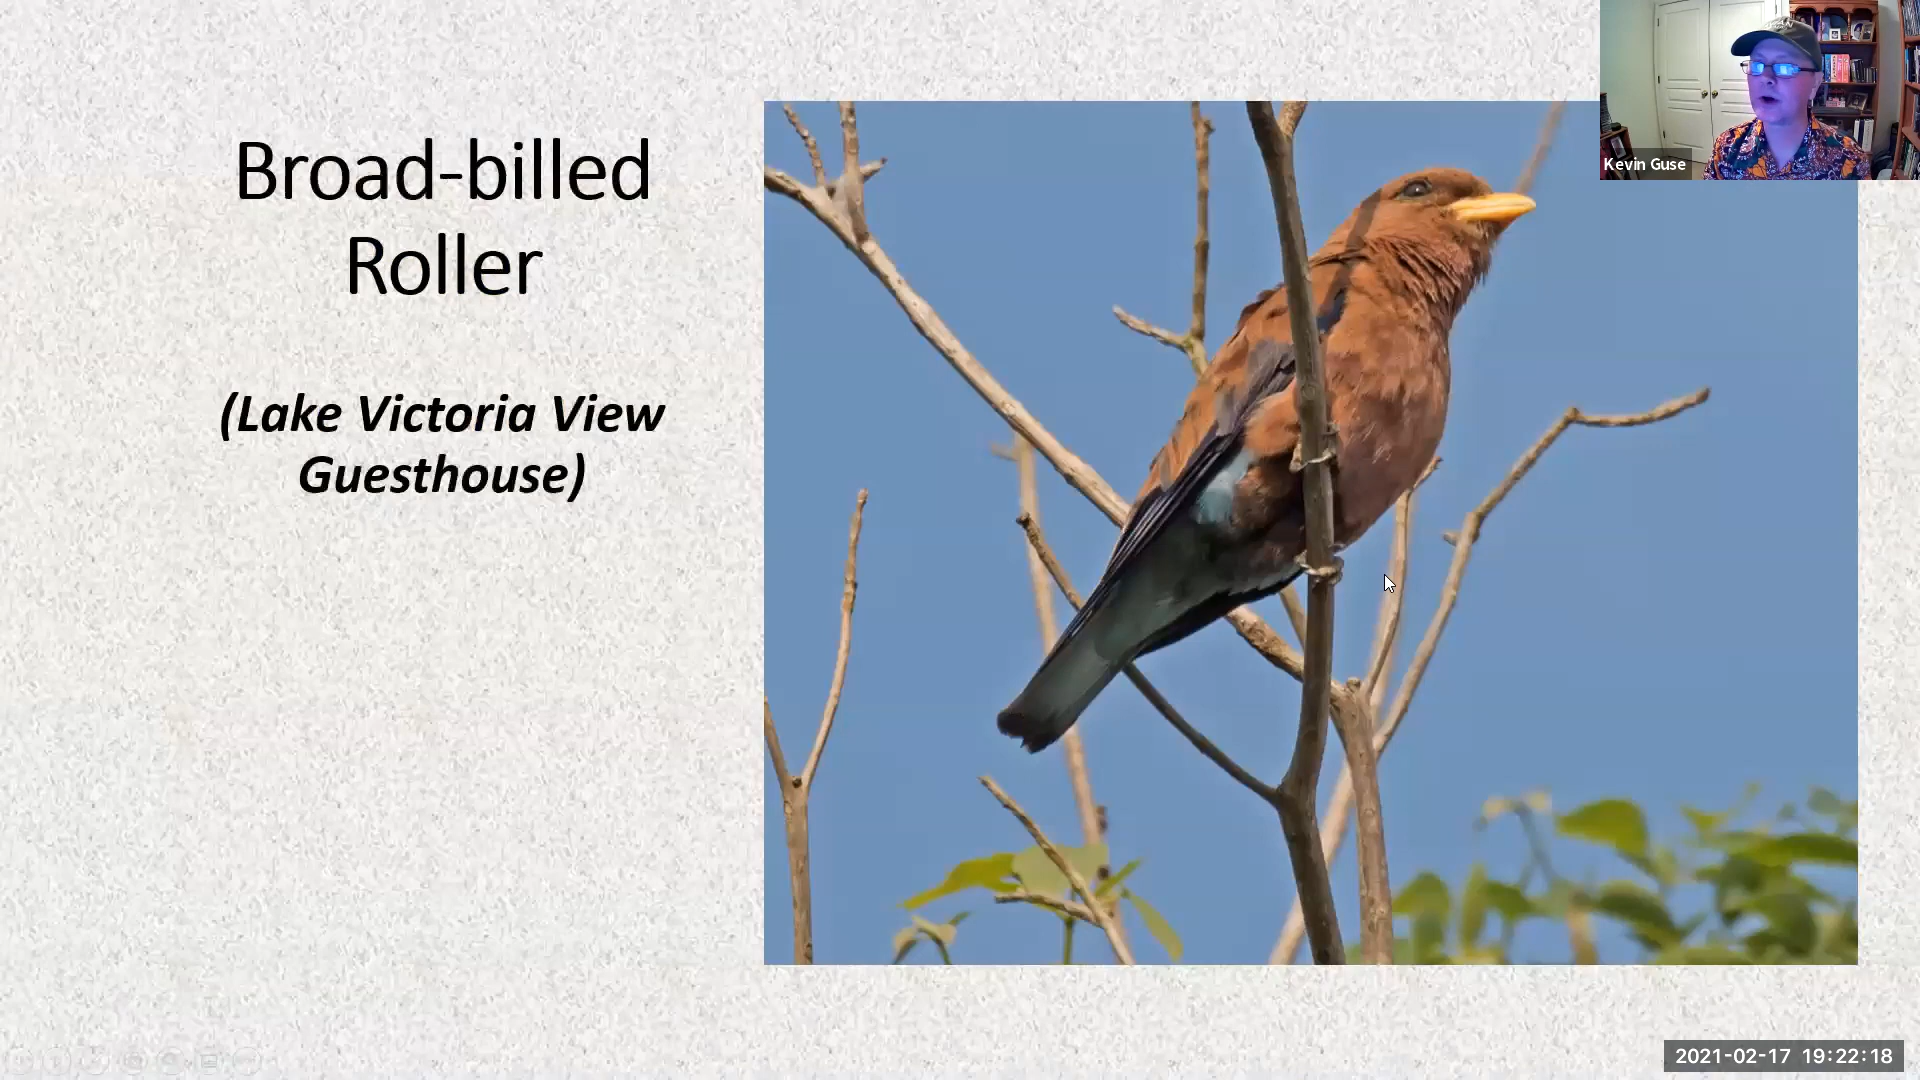 Broad-billed
Roller
(Lake Victoria View
Guesthouse)
Kevin Guse
2021-02-17 19:22:18